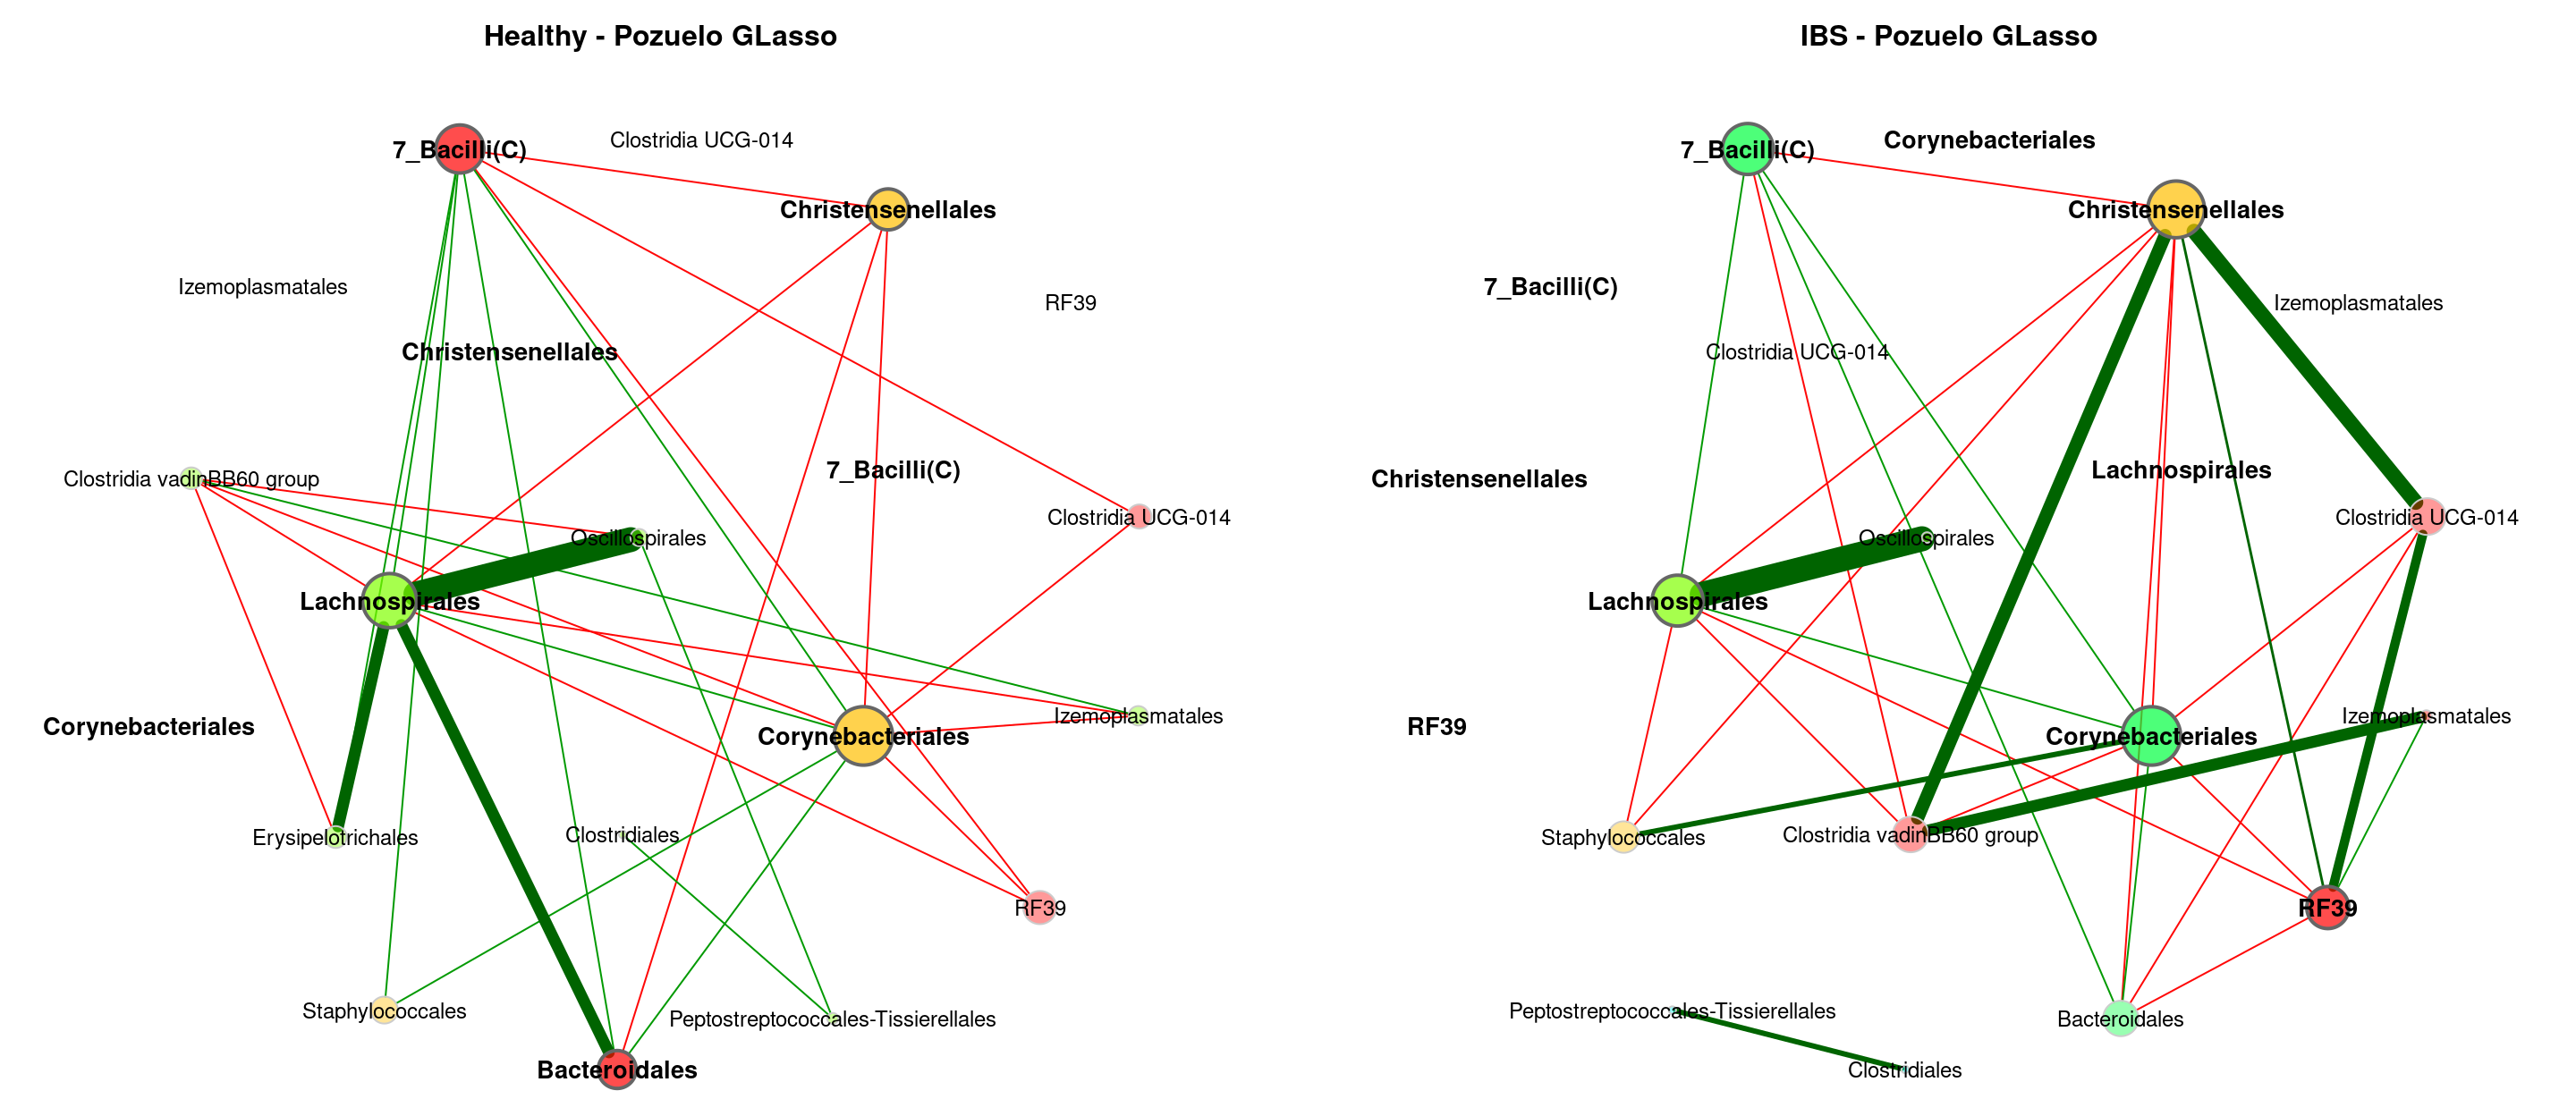 Healthy - Pozuelo GLasso
7_Bacilli(C)
Clostridia UCG-014
Christensenellales
Izemoplasmatales
RF39
Christensenellales
7_Bacilli(C)
Clostridia vadinBB60 group
Clostridia UCG-014
Oscillospirales
Lachnospirales
Izemoplasmatales
Corynebacteriales
Corynebacteriales
Erysipelotrichales
Clostridiales
RF39
Staphylococcales
Peptostreptococcales-Tissierellales
Bacteroidales
IBS - Pozuelo GLasso
7_Bacilli(C)
Corynebacteriales
Christensenellales
7_Bacilli(C)
Izemoplasmatales
Clostridia UCG-014
Lachnospirales
Christensenellales
Clostridia UCG-014
Oscillospirales
Lachnospirales
Izemoplasmatales
RF39
Corynebacteriales
Staphylococcales
Clostridia vadinBB60 group
RF39
Peptostreptococcales-Tissierellales
Bacteroidales
Clostridiales